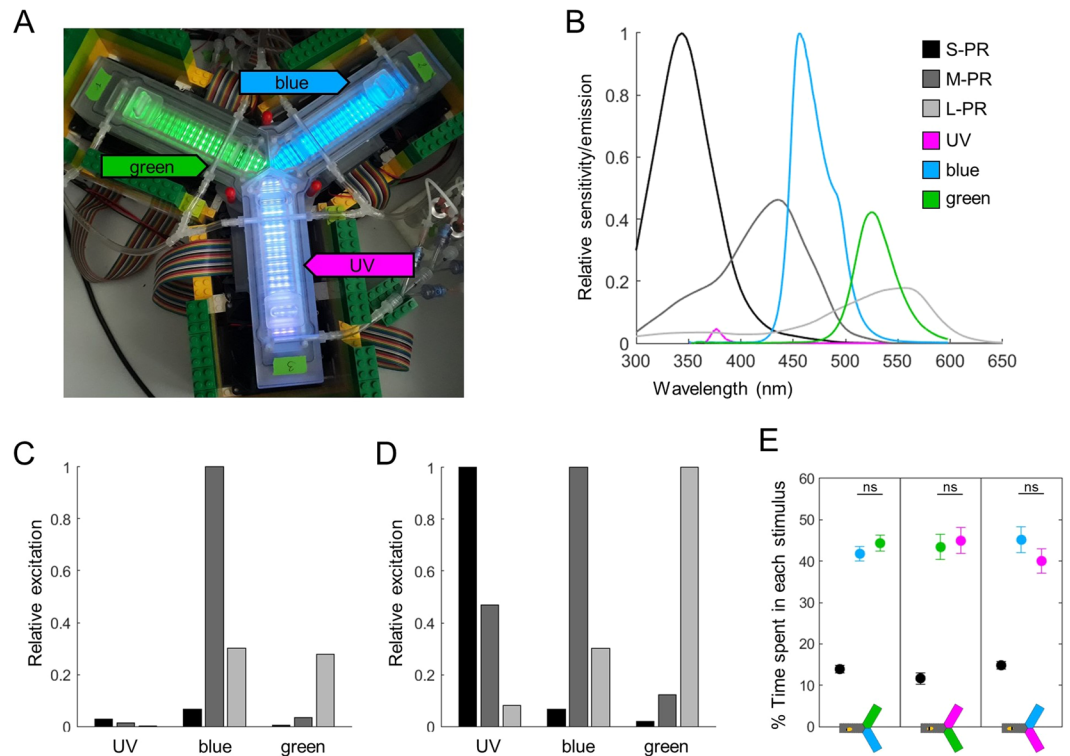 A
blue
green
UV
1
2
3
B
Relative sensitivity/emission
1
0.8
0.6
0.4
0.2
0
300
350
400
450
500
550
600
650
Wavelength (nm)
S-PR
M-PR
L-PR
UV
blue
green
C
Relative excitation
1
0.8
0.6
0.4
0.2
0
UV
blue
green
D
Relative excitation
1
0.8
0.6
0.4
0.2
0
UV
blue
green
E
% Time spent in each stimulus
60
50
40
30
20
10
0
ns
ns
ns